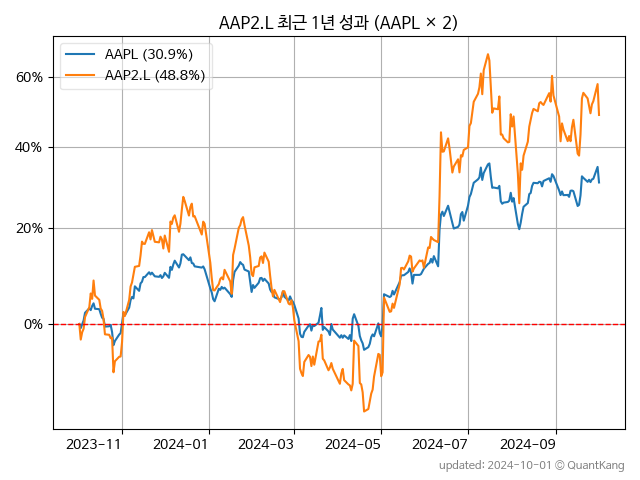 AAP2.L 최근 1년 성과 (AAPL × 2)
AAPL (30.9%)
AAP2.L (48.8%)
60%
40%
20%
0%
2023-11 2024-01 2024-03 2024-05 2024-07 2024-09
updated: 2024-10-01 © QuantKang